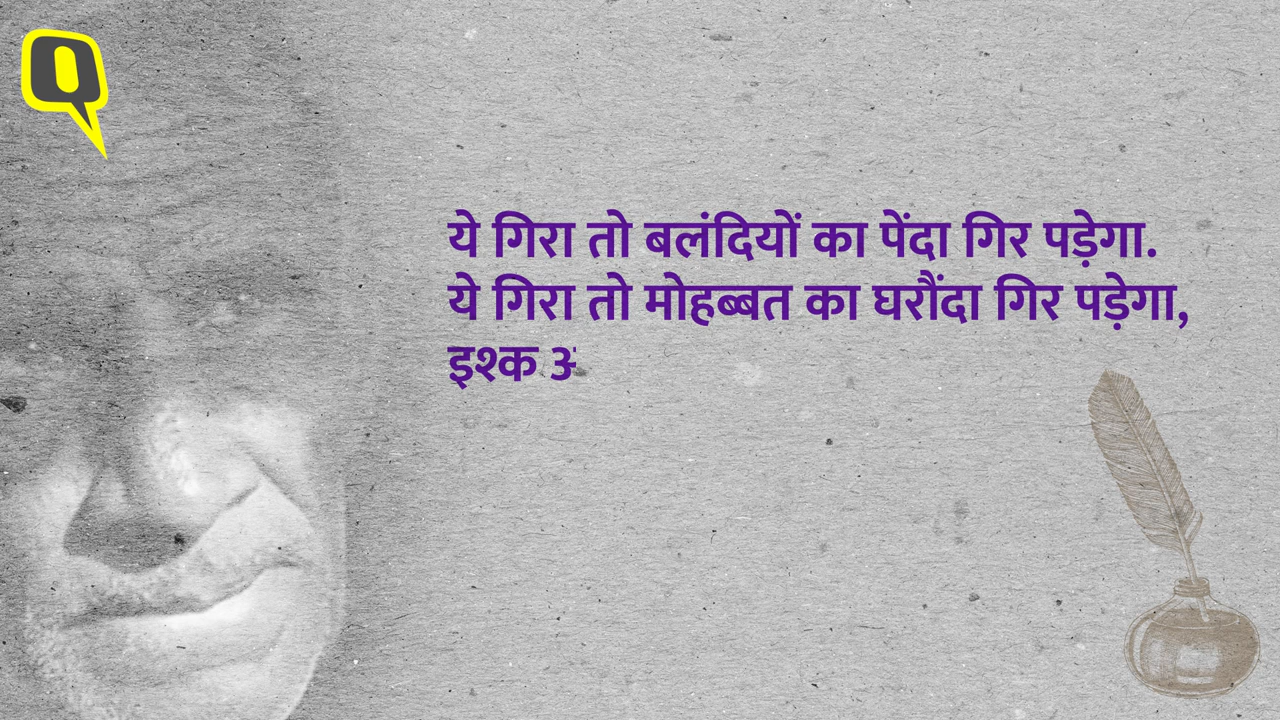 ये गिरा तो बलंदियों का पेंदा गिर पड़ेगा.
ये गिरा तो मोहब्बत का घरौंदा गिर पड़ेगा,
इश्क